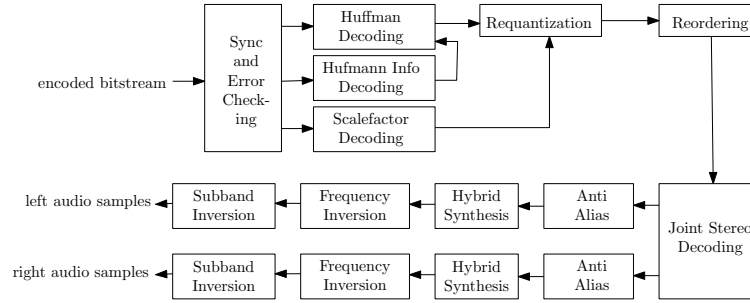 Huffman
Decoding
Requantization
Reordering
Sync
and
Error
Check-
ing
encoded bitstream
Hufmann Info
Decoding
Scalefactor
Decoding
left audio samples
Subband
Inversion
Frequency
Inversion
Hybrid
Synthesis
Anti
Alias
Joint Stereo
Decoding
right audio samples
Subband
Inversion
Frequency
Inversion
Hybrid
Synthesis
Anti
Alias